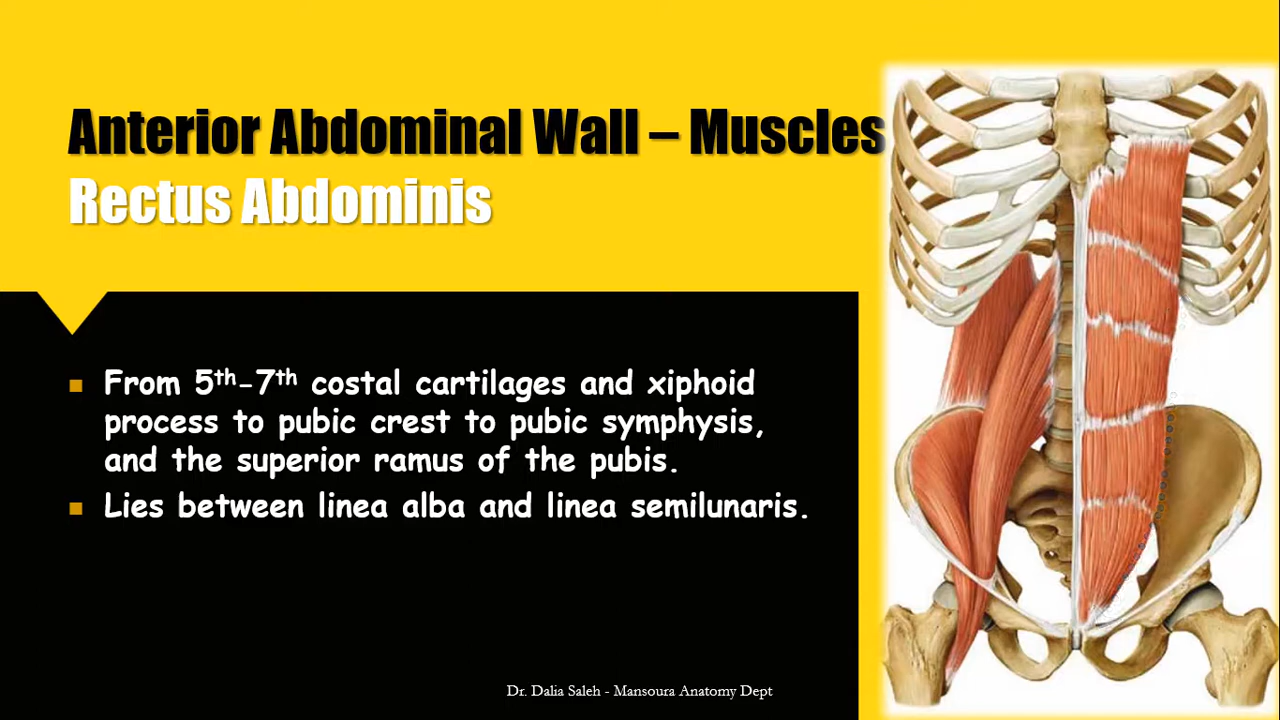 Anterior Abdominal Wall – Muscles
Rectus Abdominis
From 5th-7th costal cartilages and xiphoid
process to pubic crest to pubic symphysis,
and the superior ramus of the pubis.
Lies between linea alba and linea semilunaris.
Dr. Dalia Saleh - Mansoura Anatomy Dept